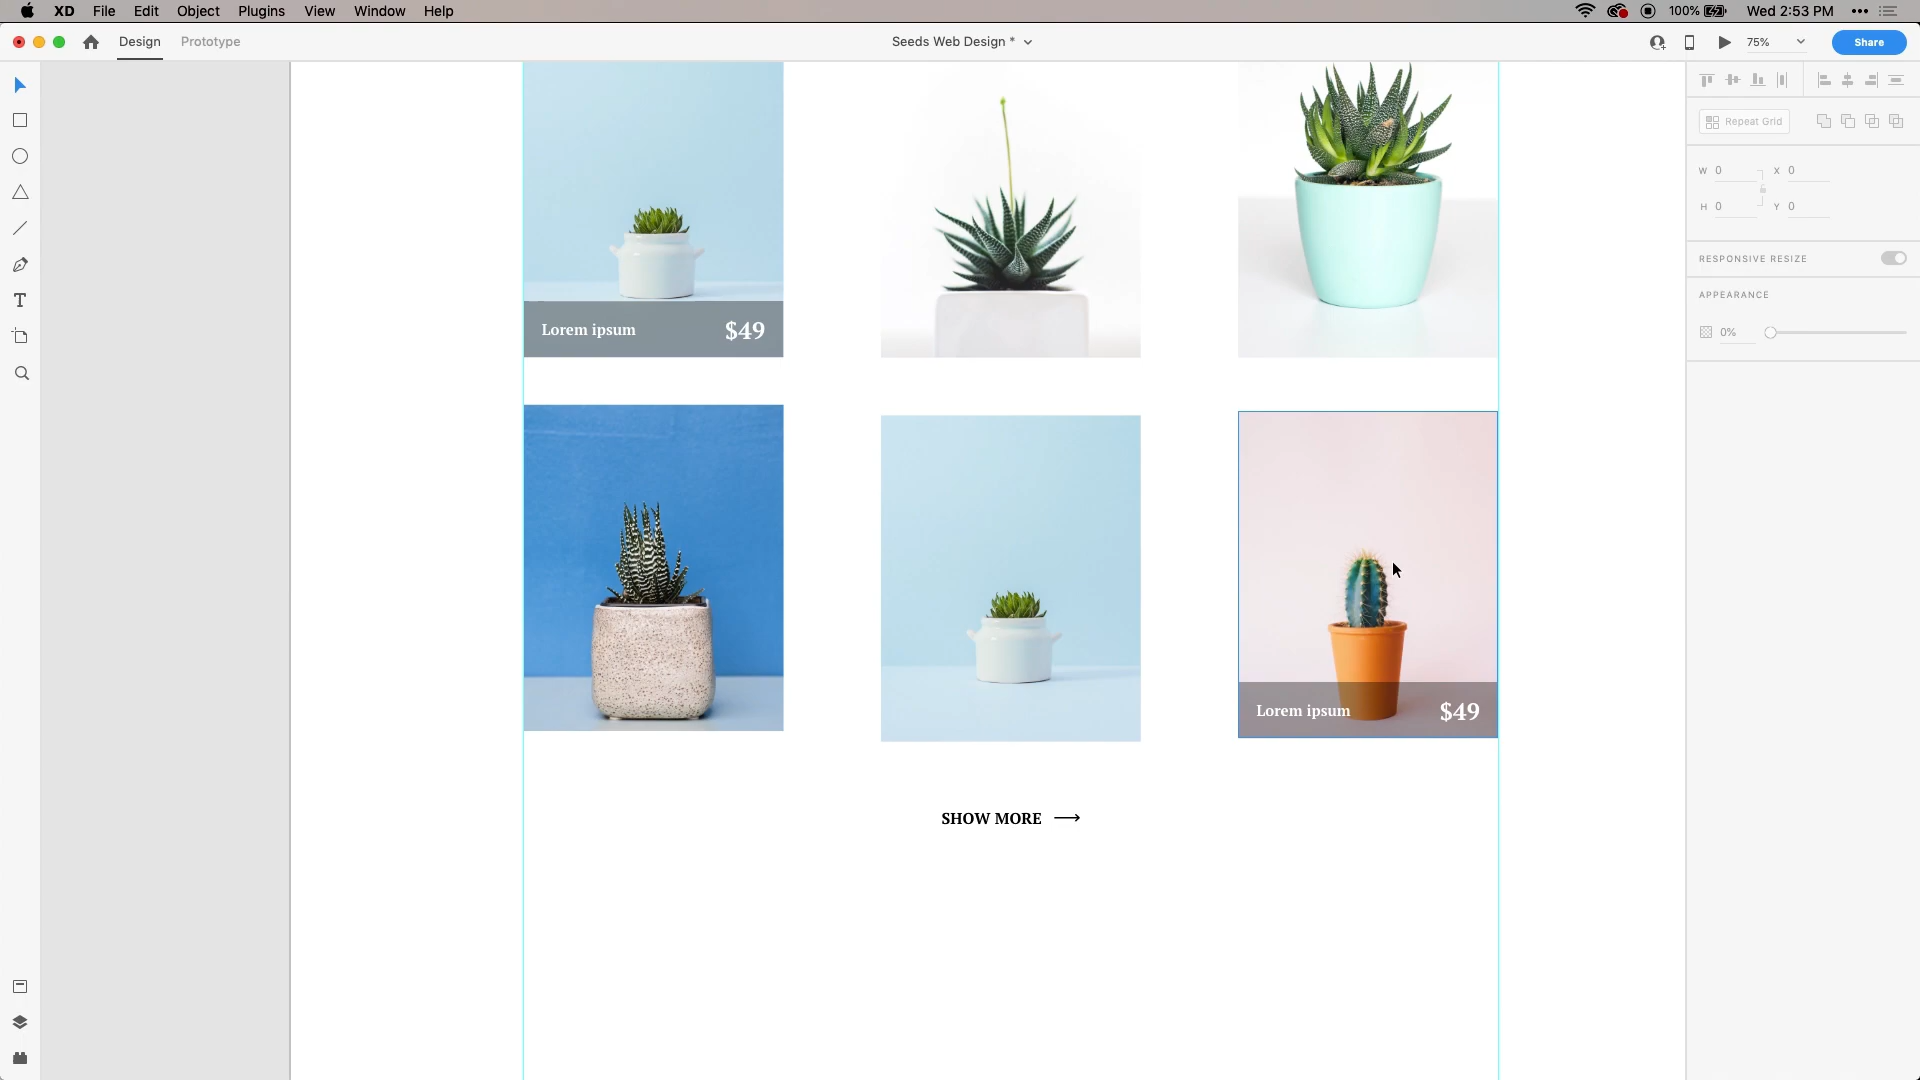 XD File Edit Object Plugins View Window Help 100% Wed 2:53 PM
Design Prototype Seeds Web Design * 75% Share
Repeat Grid
W 0 X 0
H 0 Y 0
RESPONSIVE RESIZE
APPEARANCE
0%
Lorem ipsum $49
Lorem ipsum $49
SHOW MORE